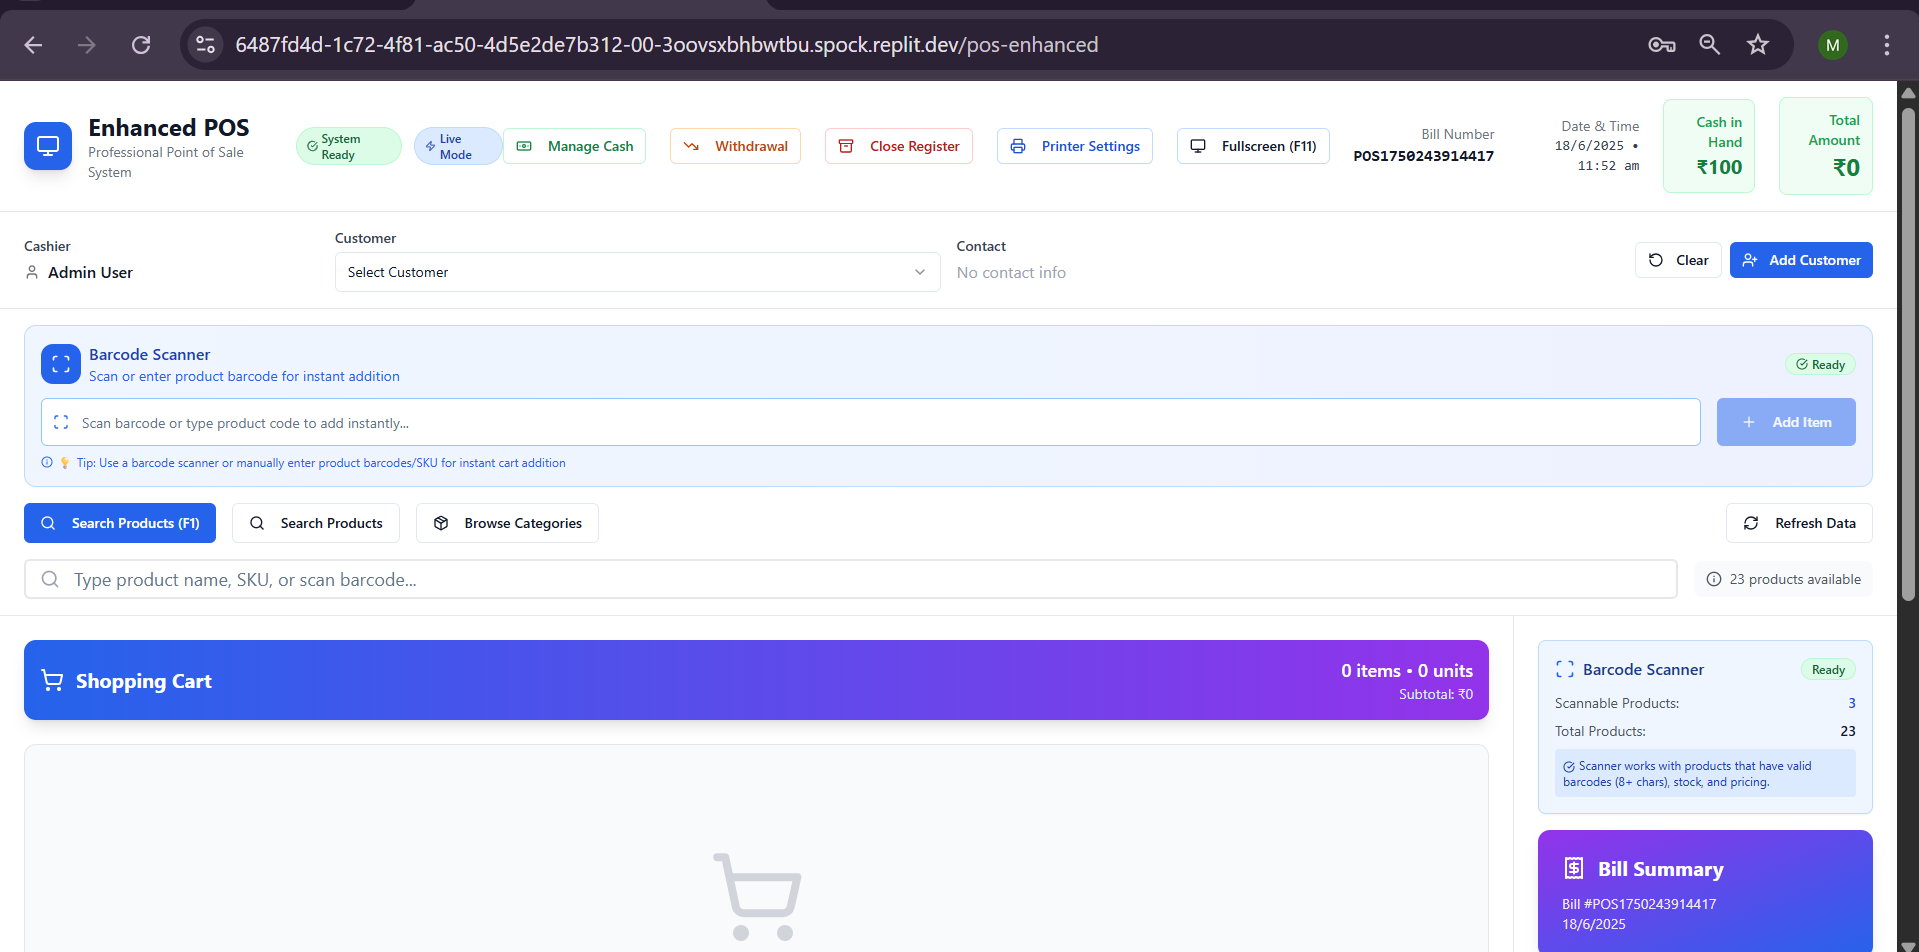 6487fd4d-1c72-4f81-ac50-4d5e2de7b312-00-3oovsxbhbwtbu.spock.replit.dev/pos-enhanced
M
Enhanced POS
Professional Point of Sale
System
System
Ready
Live
Mode
Manage Cash
Withdrawal
Close Register
Printer Settings
Fullscreen (F11)
Bill Number
POS1750243914417
Date & Time
18/6/2025 •
11:52 am
Cash in
Hand
₹100
Total
Amount
₹0
Cashier
Admin User
Customer
Select Customer
Contact
No contact info
Clear
Add Customer
Barcode Scanner
Scan or enter product barcode for instant addition
Ready
Scan barcode or type product code to add instantly...
Add Item
💡 Tip: Use a barcode scanner or manually enter product barcodes/SKU for instant cart addition
Search Products (F1)
Search Products
Browse Categories
Refresh Data
Type product name, SKU, or scan barcode...
23 products available
Shopping Cart
0 items • 0 units
Subtotal: ₹0
Barcode Scanner
Ready
Scannable Products:
3
Total Products:
23
Scanner works with products that have valid
barcodes (8+ chars), stock, and pricing.
Bill Summary
Bill #POS1750243914417
18/6/2025